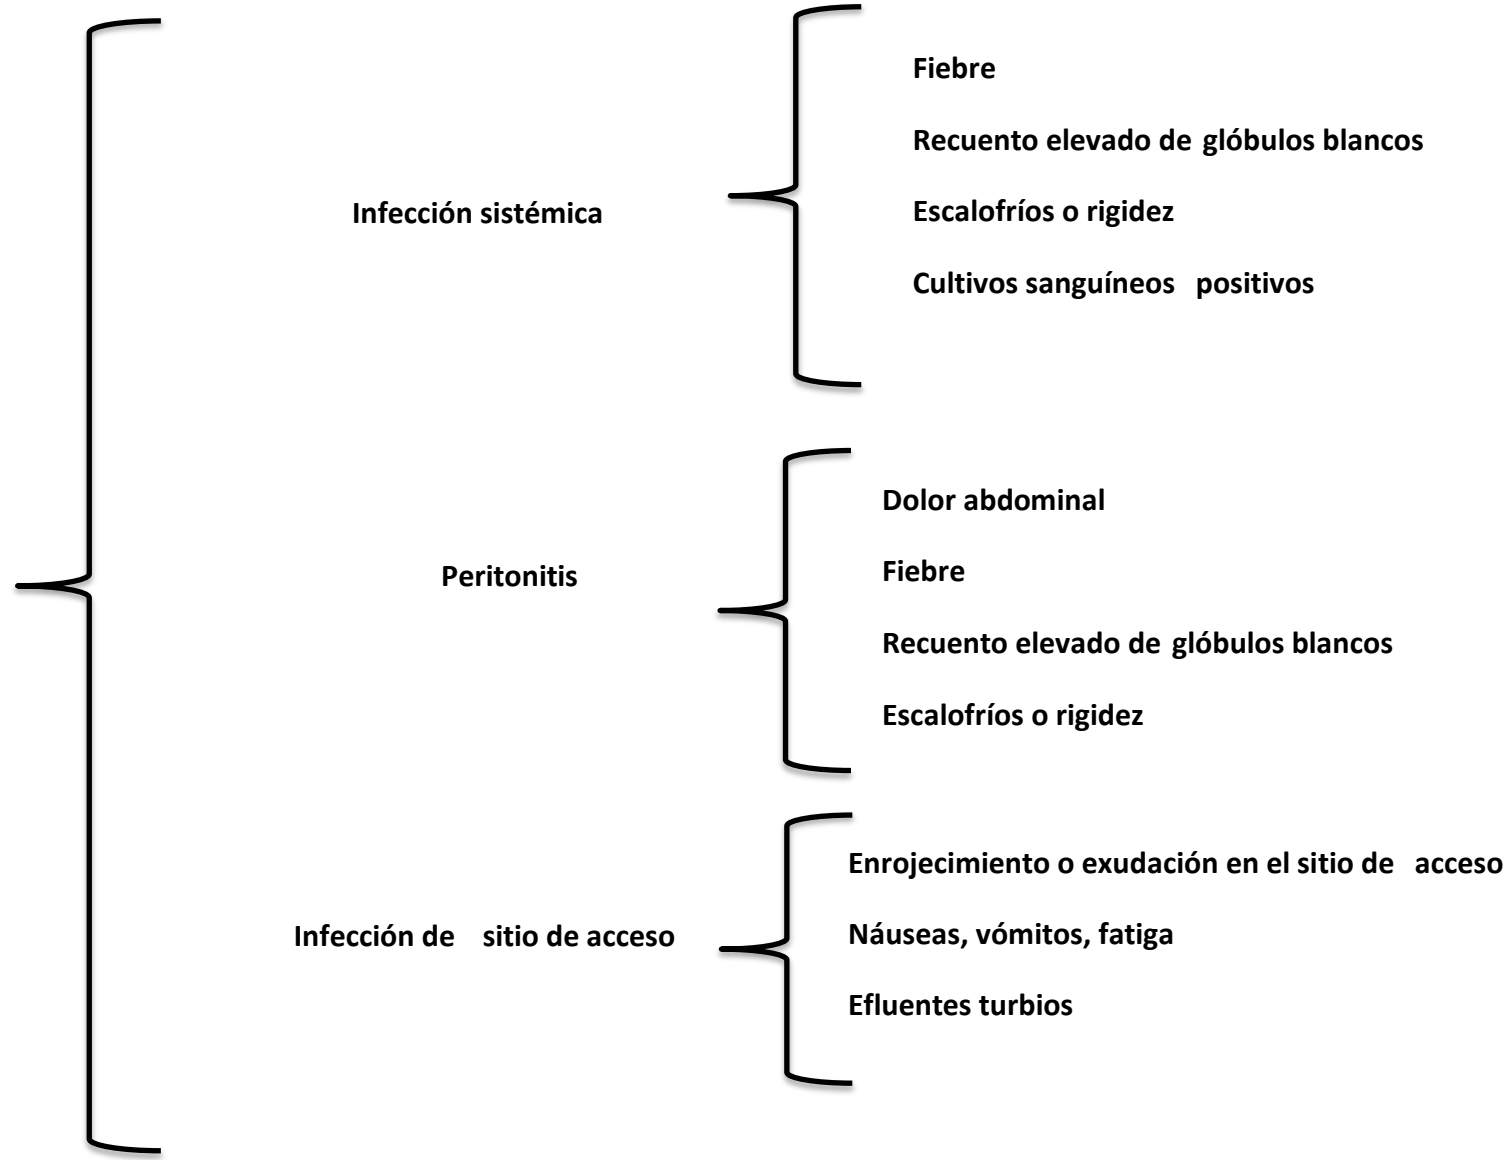 Infección sistémica
Fiebre
Recuento elevado de glóbulos blancos
Escalofríos o rigidez
Cultivos sanguíneos positivos
Peritonitis
Dolor abdominal
Fiebre
Recuento elevado de glóbulos blancos
Escalofríos o rigidez
Infección de sitio de acceso
Enrojecimiento o exudación en el sitio de acceso
Náuseas, vómitos, fatiga
Efluentes turbios